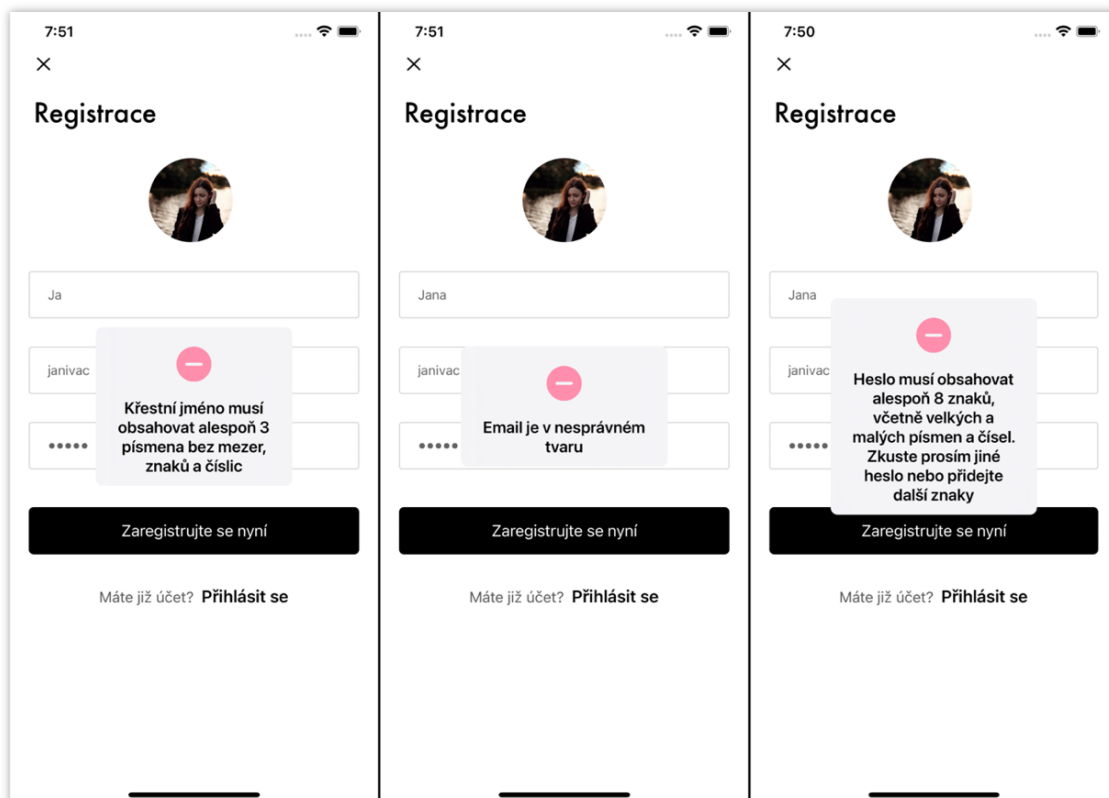 7:51
Registrace
Ja
janivac
•••••
Křestní jméno musí
obsahovat alespoň 3
písmena bez mezer,
znaků a číslic
Zaregistrujte se nyní
Máte již účet? Přihlásit se
7:51
Registrace
Jana
janivac
•••••
Email je v nesprávném
tvaru
Zaregistrujte se nyní
Máte již účet? Přihlásit se
7:50
Registrace
Jana
janivac
•••••
Heslo musí obsahovat
alespoň 8 znaků,
včetně velkých a
malých písmen a čísel.
Zkuste prosím jiné
heslo nebo přidejte
další znaky
Zaregistrujte se nyní
Máte již účet? Přihlásit se